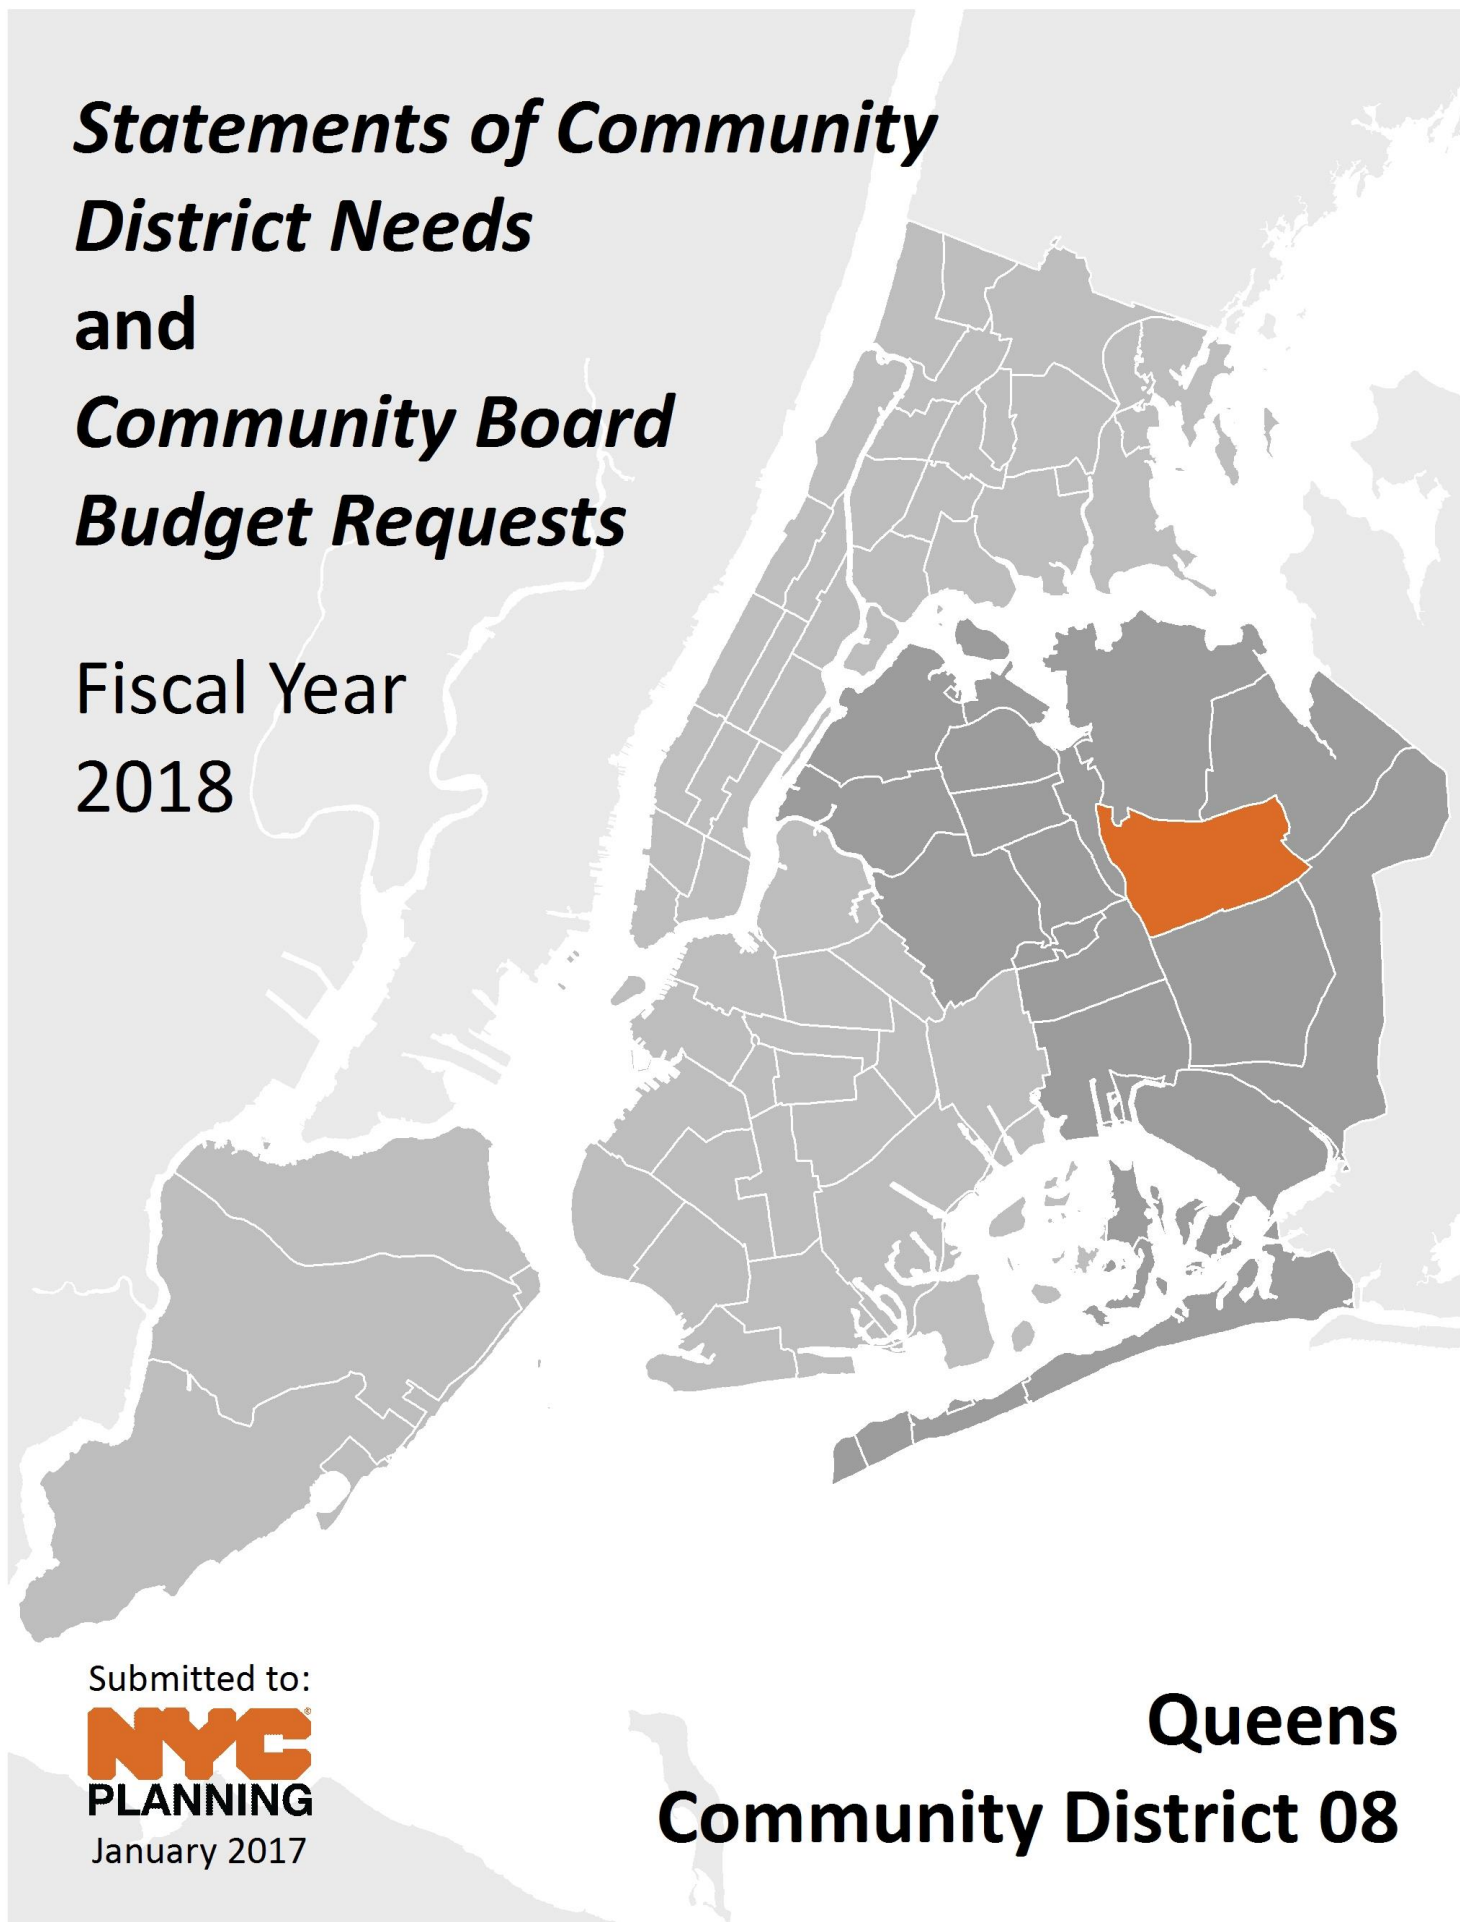 Statements of Community
District Needs
and
Community Board
Budget Requests
Fiscal Year
2018
Submitted to:
NYC®
PLANNING
January 2017
Queens
Community District 08